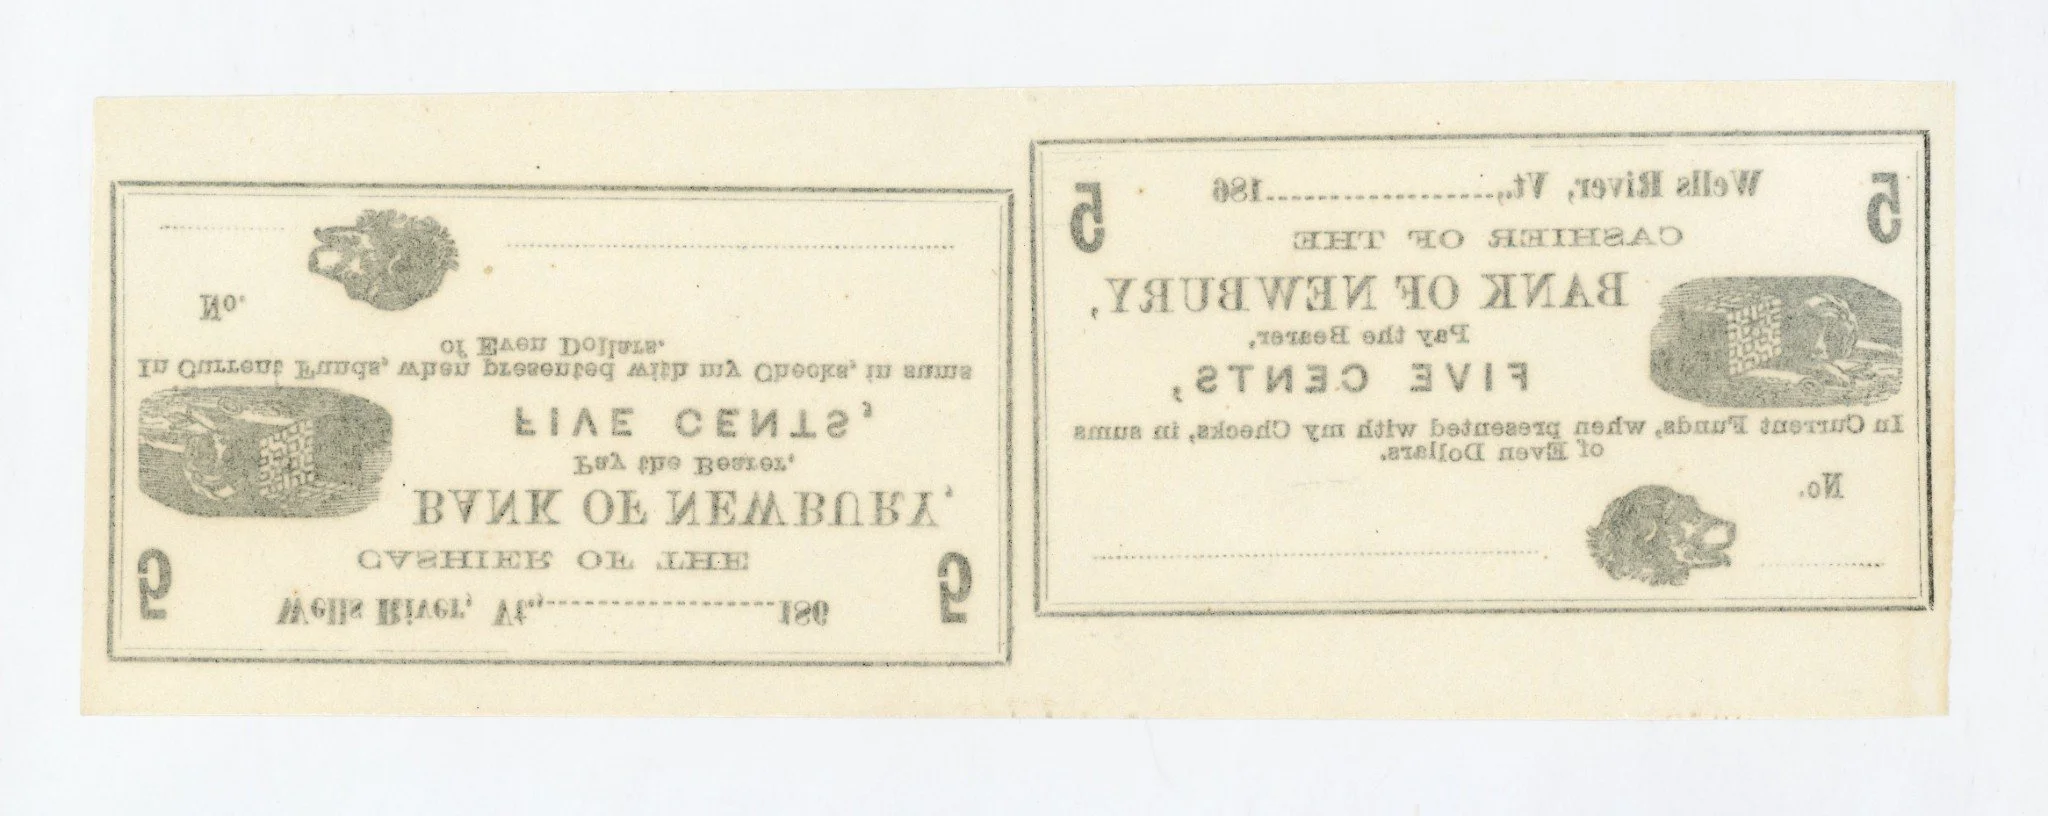 5 Wells River, Vt.,....................186 5
CASHIER OF THE
BANK OF NEWBURY,
Pay the Bearer,
FIVE CENTS,
In Current Funds, when presented with my Checks, in sums
of Even Dollars.
No.
5 Wells River, Vt.,....................186 5
CASHIER OF THE
BANK OF NEWBURY,
Pay the Bearer,
FIVE CENTS,
In Current Funds, when presented with my Checks, in sums
of Even Dollars.
No.